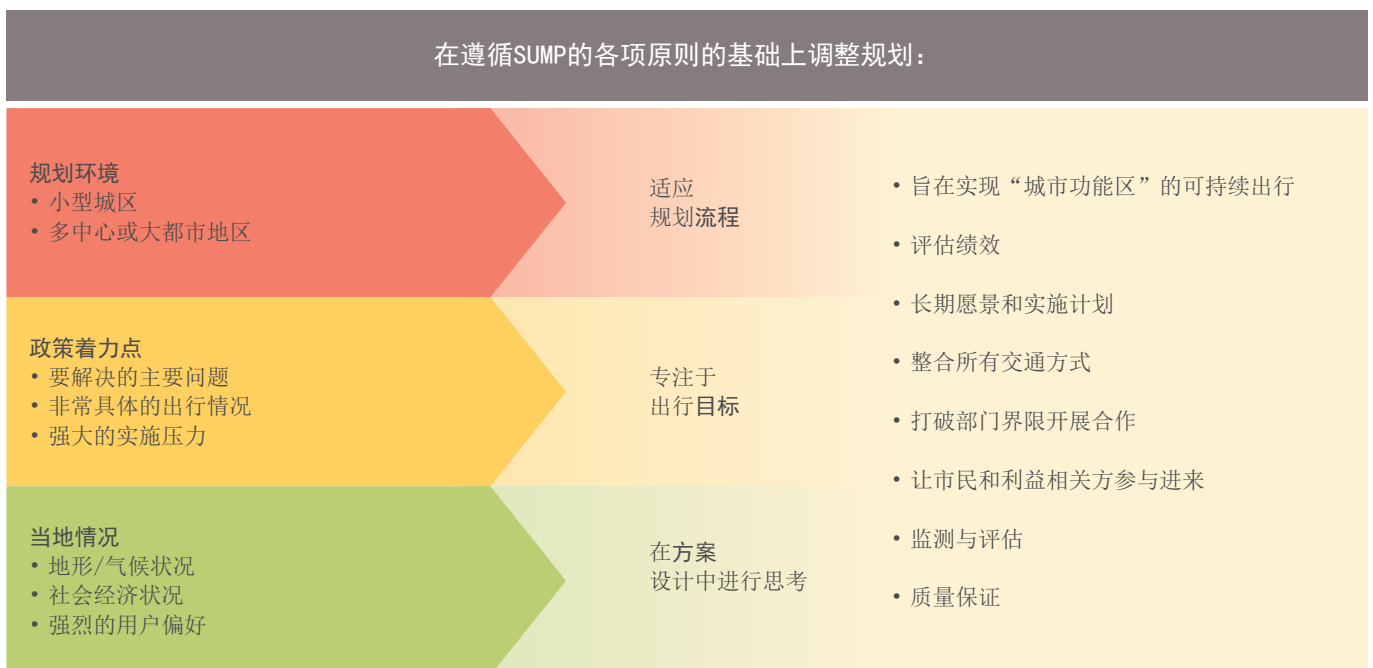 在遵循SUMP的各项原则的基础上调整规划：
规划环境
• 小型城区
• 多中心或大都市地区
适应
规划流程
政策着力点
• 要解决的主要问题
• 非常具体的出行情况
• 强大的实施压力
专注于
出行目标
当地情况
• 地形/气候状况
• 社会经济状况
• 强烈的用户偏好
在方案
设计中进行思考
• 旨在实现“城市功能区”的可持续出行
• 评估绩效
• 长期愿景和实施计划
• 整合所有交通方式
• 打破部门界限开展合作
• 让市民和利益相关方参与进来
• 监测与评估
• 质量保证